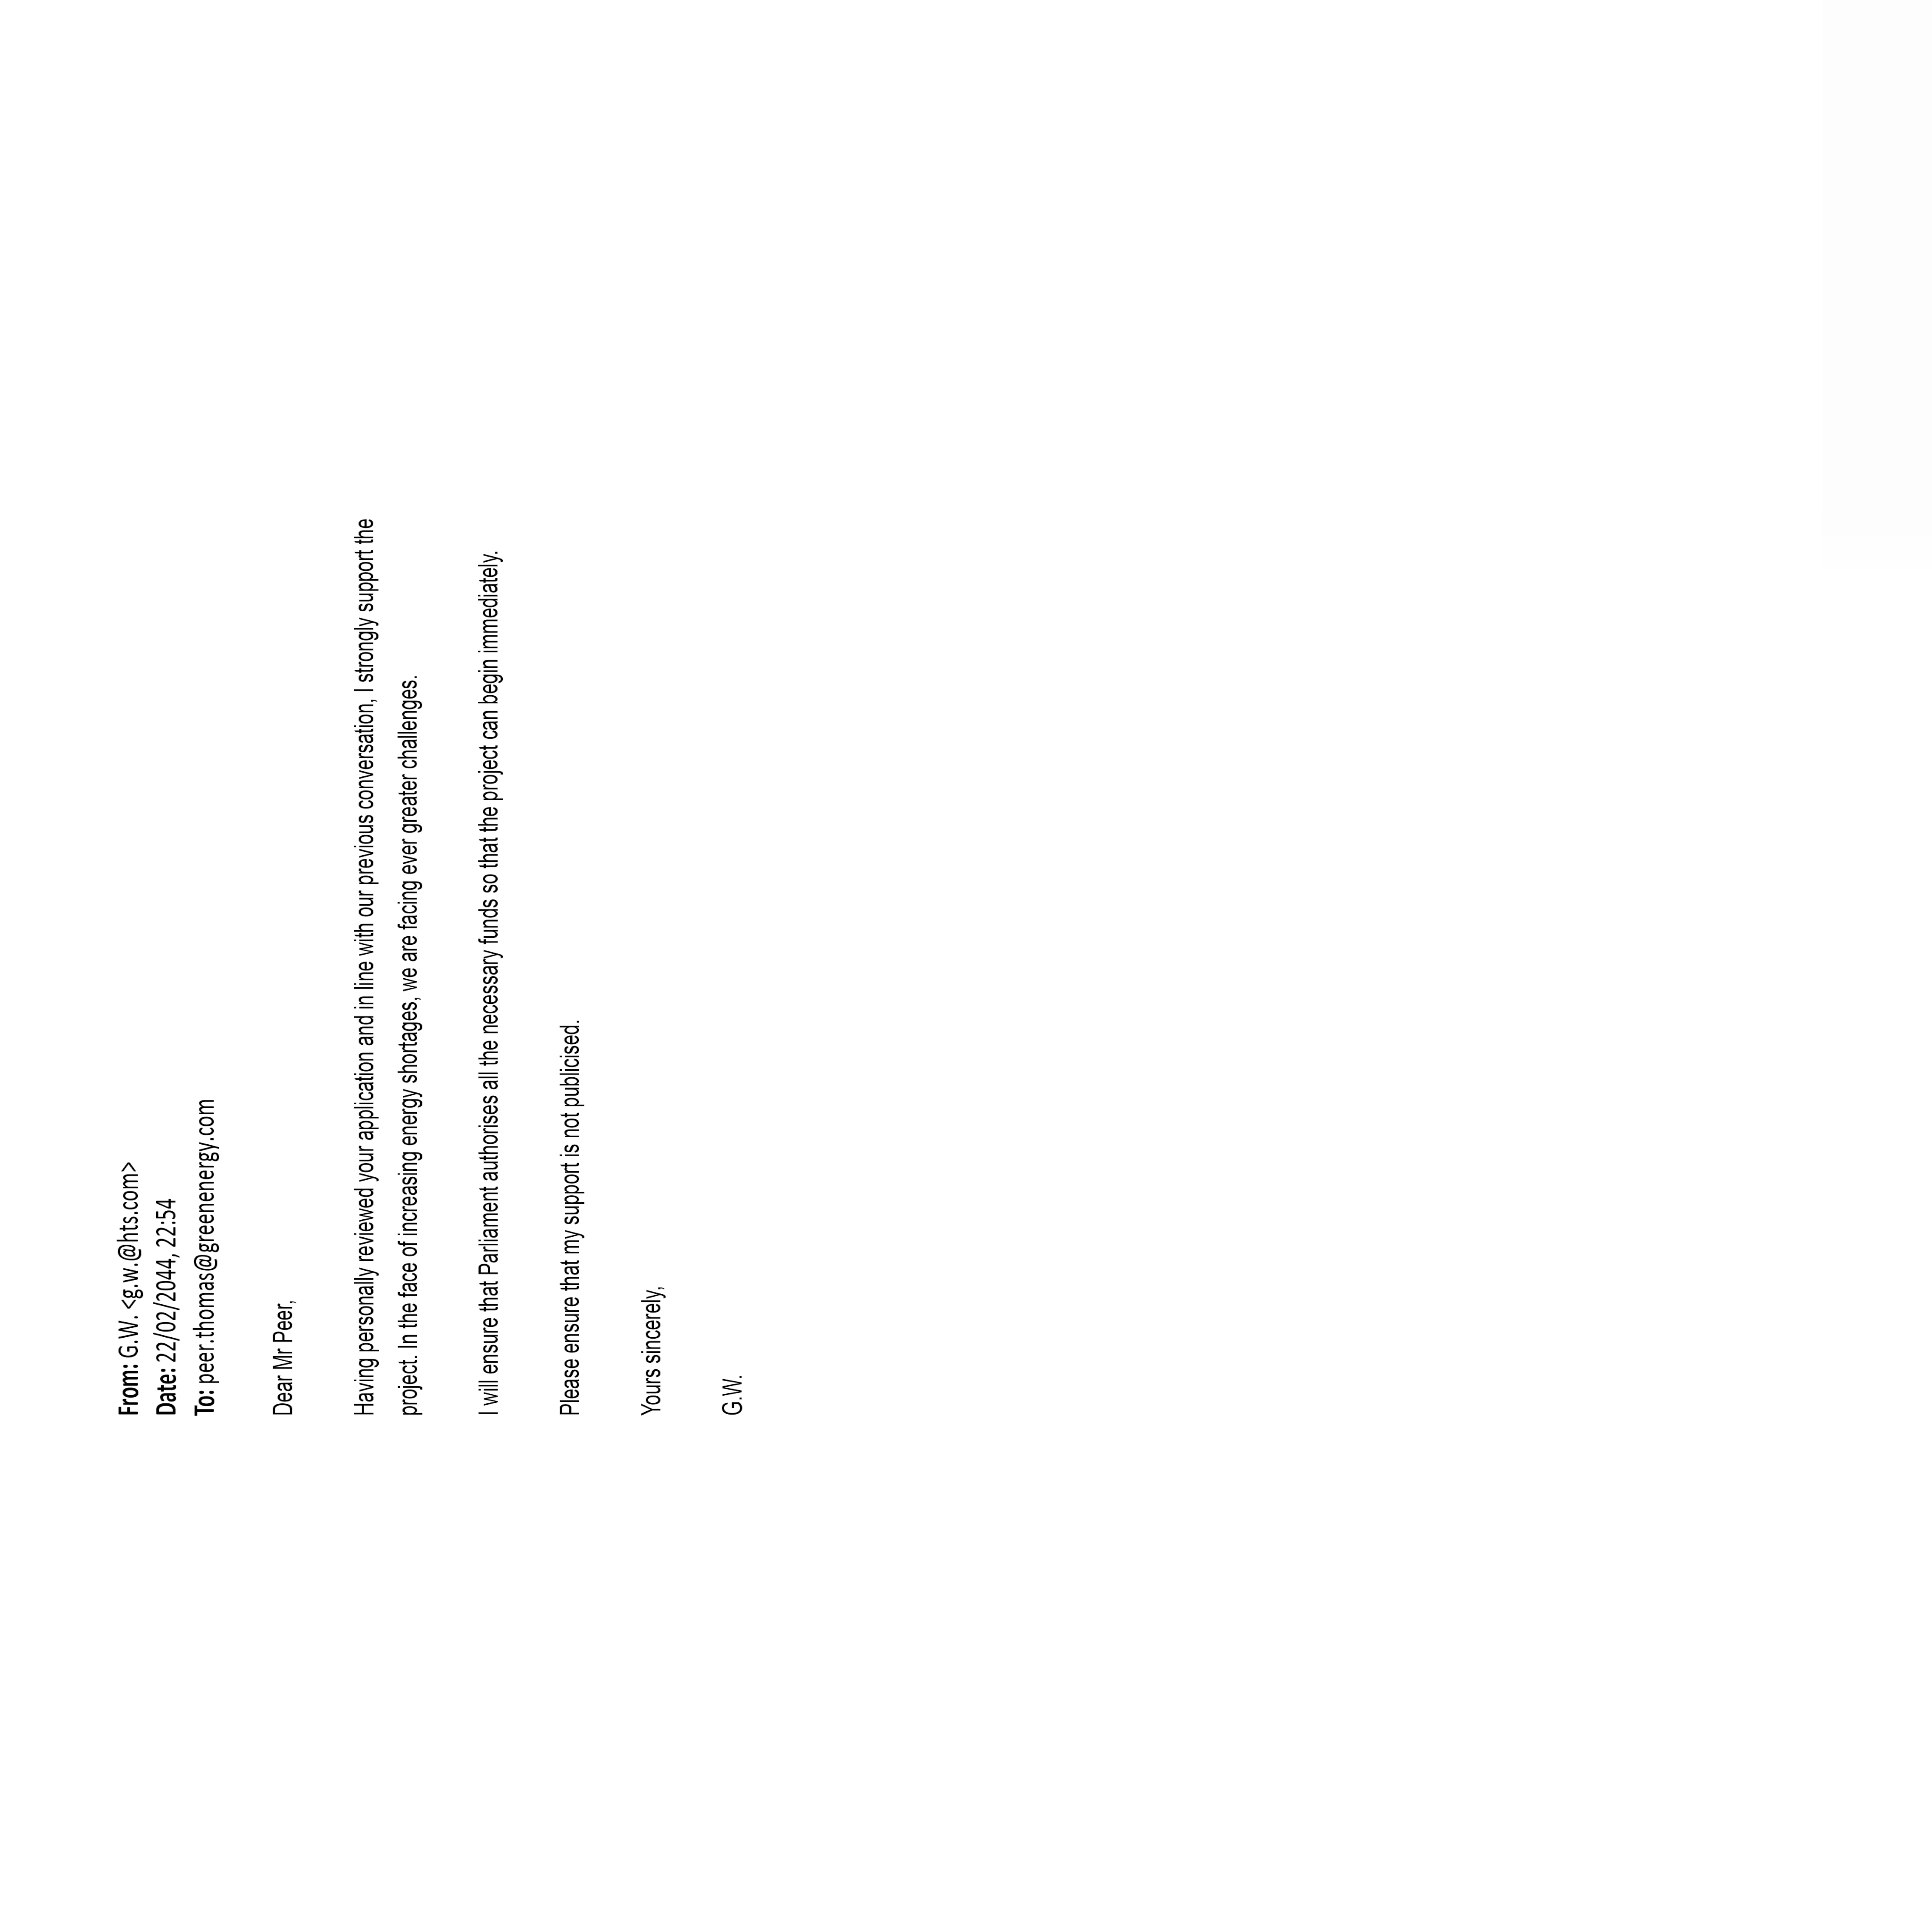 From: G.W. <g.w.@hts.com>
Date: 22/02/2044, 22:54
To: peer.thomas@greenenergy.com
Dear Mr Peer,
Having personally reviewed your application and in line with our previous conversation, I strongly support the
project. In the face of increasing energy shortages, we are facing ever greater challenges.
I will ensure that Parliament authorises all the necessary funds so that the project can begin immediately.
Please ensure that my support is not publicised.
Yours sincerely,
G.W.